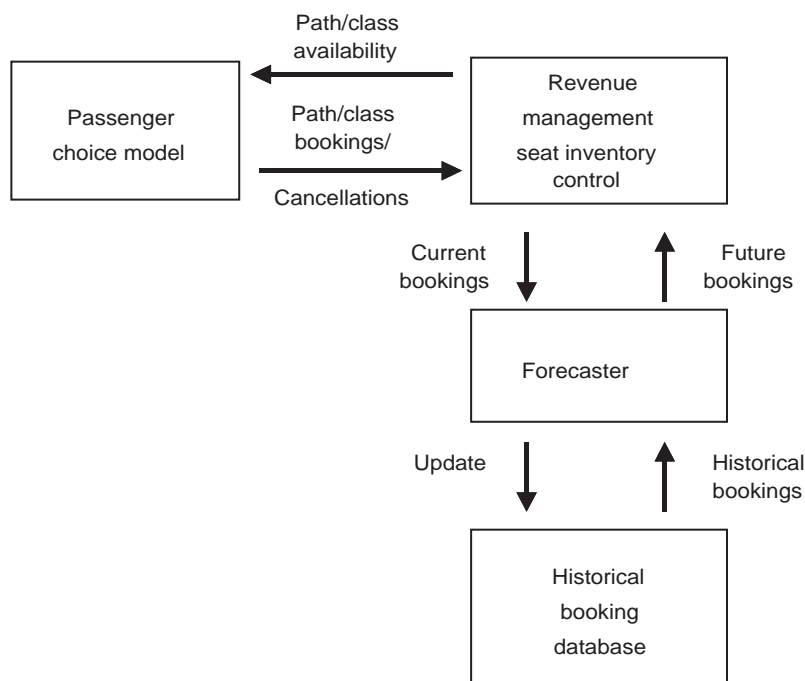 Path/class
availability
Passenger
choice model
Path/class
bookings/
Cancellations
Revenue
management
seat inventory
control
Current
bookings
Future
bookings
Forecaster
Update
Historical
bookings
Historical
booking
database